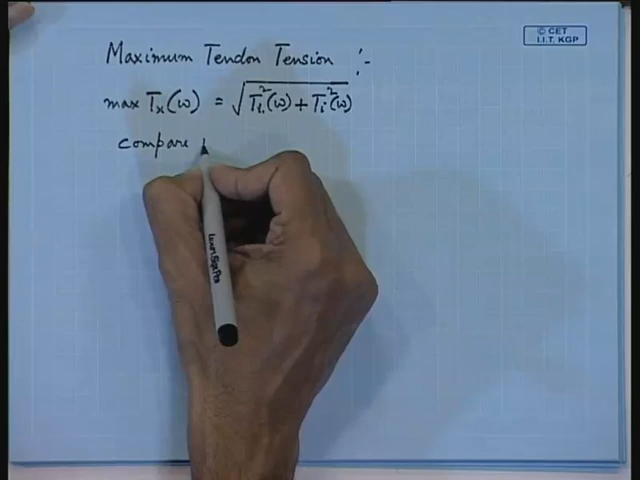 © CET
I.I.T. KGP
Maximum Tendon Tension :-
max Tₓ(ω) = √(Tᵣ²(ω) + Tᵢ²(ω))
compare